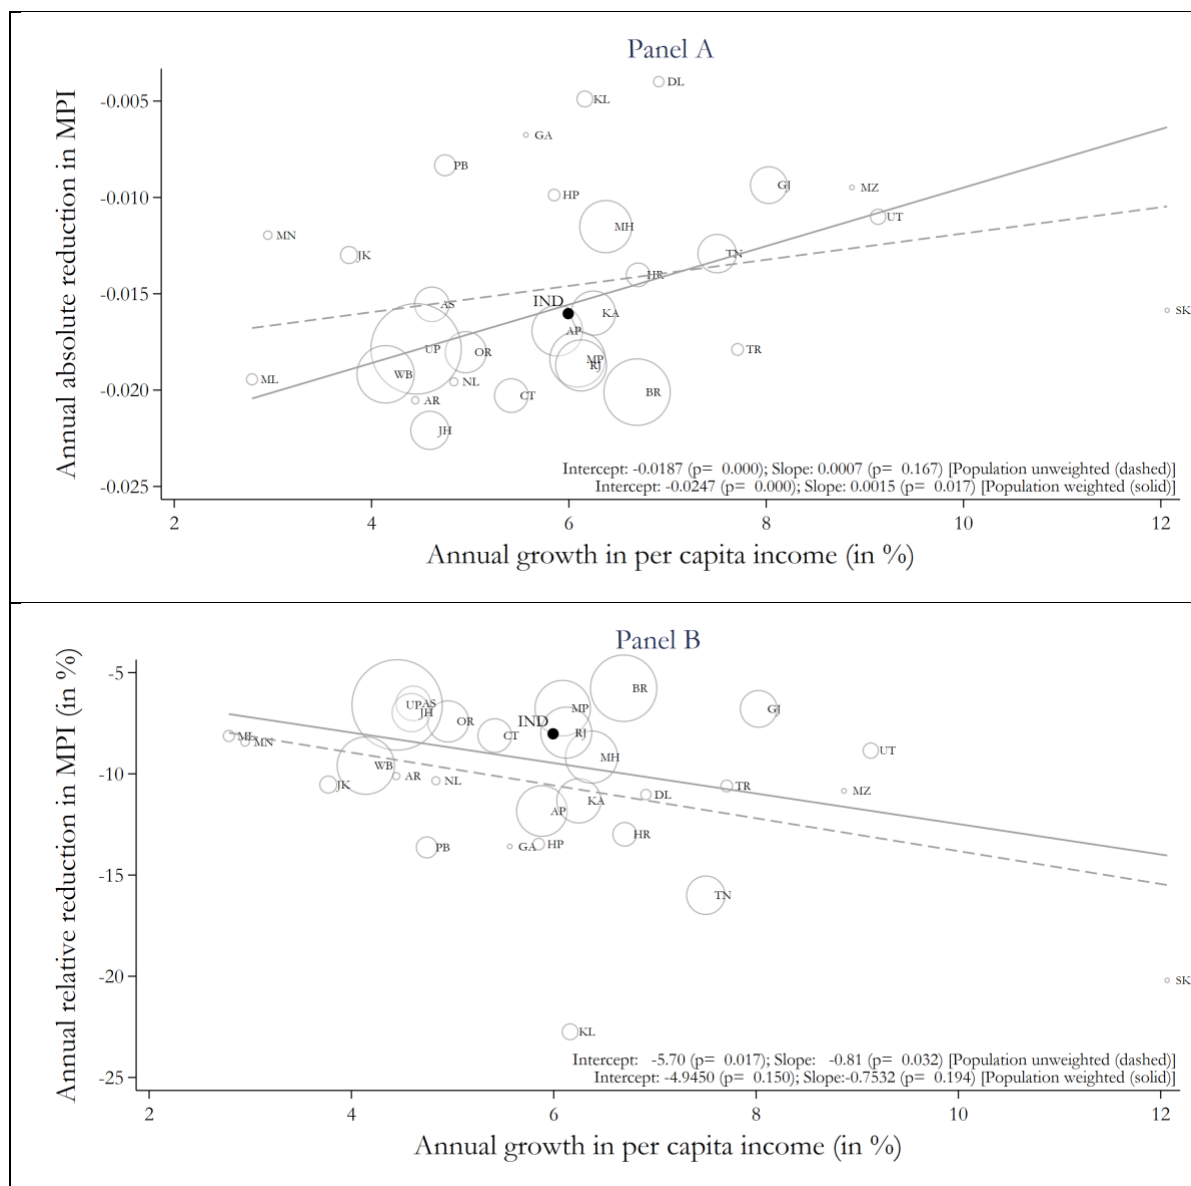 Panel A
Annual absolute reduction in MPI
-0.005
-0.010
-0.015
-0.020
-0.025
DL
KL
GA
PB
HP
GJ
MZ
UT
MH
MN
JK
TN
HR
AS
IND
KA
SK
AP
UP
OR
TR
MP
RJ
WB
ML
NL
BR
AR
CT
JH
Intercept: -0.0187 (p= 0.000); Slope: 0.0007 (p= 0.167) [Population unweighted (dashed)]
Intercept: -0.0247 (p= 0.000); Slope: 0.0015 (p= 0.017) [Population weighted (solid)]
2 4 6 8 10 12
Annual growth in per capita income (in %)
Panel B
Annual relative reduction in MPI (in %)
-5
-10
-15
-20
-25
BR
UP
AS
MP
GJ
JH
OR
IND
CT
RJ
ML
MN
UT
MH
WB
AR
NL
JK
TR
MZ
DL
KA
AP
HR
PB
GA
HP
TN
SK
KL
Intercept: -5.70 (p= 0.017); Slope: -0.81 (p= 0.032) [Population unweighted (dashed)]
Intercept: -4.9450 (p= 0.150); Slope:-0.7532 (p= 0.194) [Population weighted (solid)]
2 4 6 8 10 12
Annual growth in per capita income (in %)